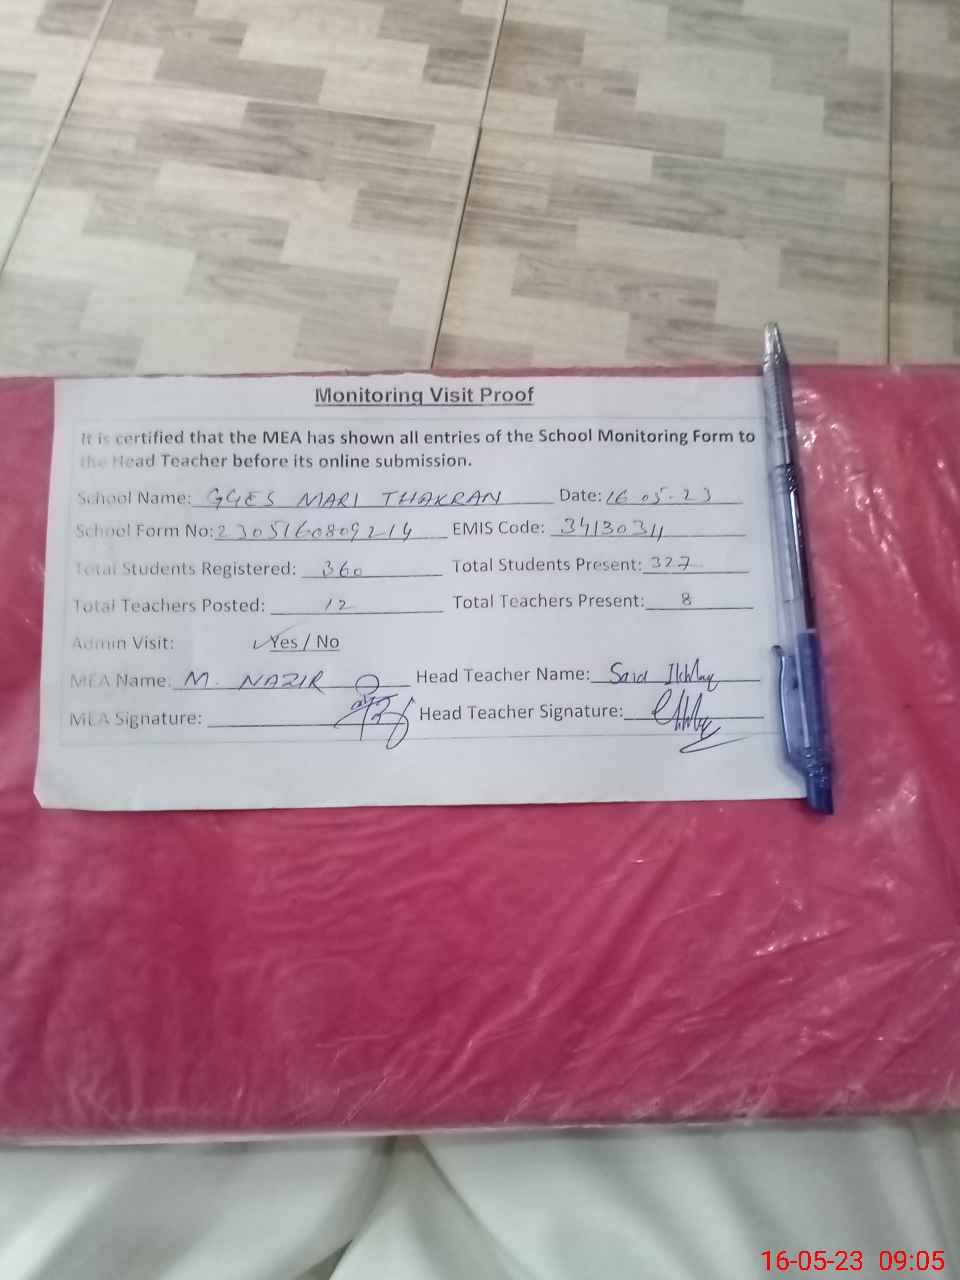 Monitoring Visit Proof
It is certified that the MEA has shown all entries of the School Monitoring Form to
the Head Teacher before its online submission.
School Name: GGES MARI THAKRAN Date: 16.05.23
School Form No: 2305160809214 EMIS Code: 3413034
Total Students Registered: 360 Total Students Present: 327
Total Teachers Posted: 12 Total Teachers Present: 8
Admin Visit: ✓Yes / No
MEA Name: M. NAZIR Head Teacher Name:
MEA Signature: Head Teacher Signature:
16-05-23 09:05